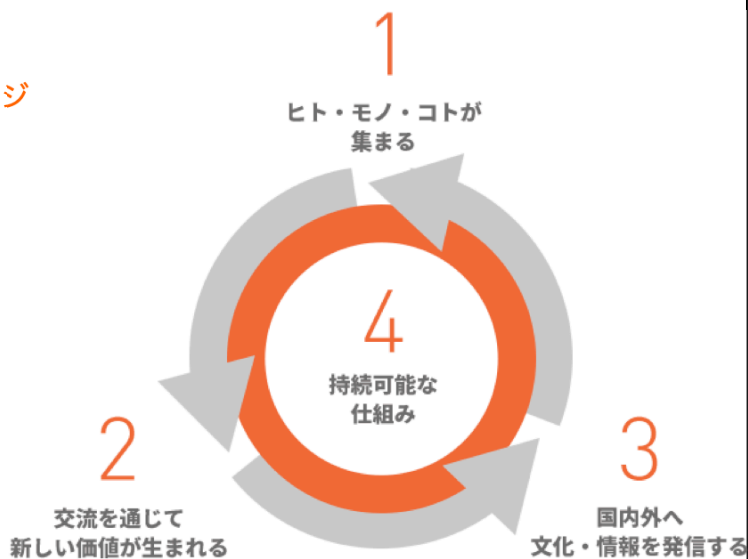 ジ
1
ヒト・モノ・コトが
集まる
4
持続可能な
仕組み
2
交流を通じて
新しい価値が生まれる
3
国内外へ
文化・情報を発信する